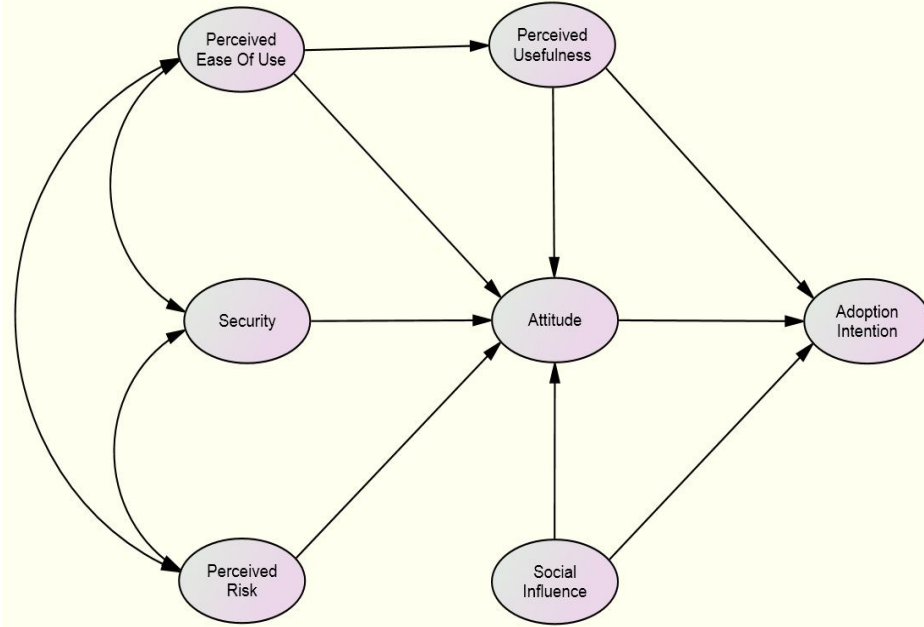 Perceived
Ease Of Use
Perceived
Usefulness
Security
Attitude
Adoption
Intention
Perceived
Risk
Social
Influence